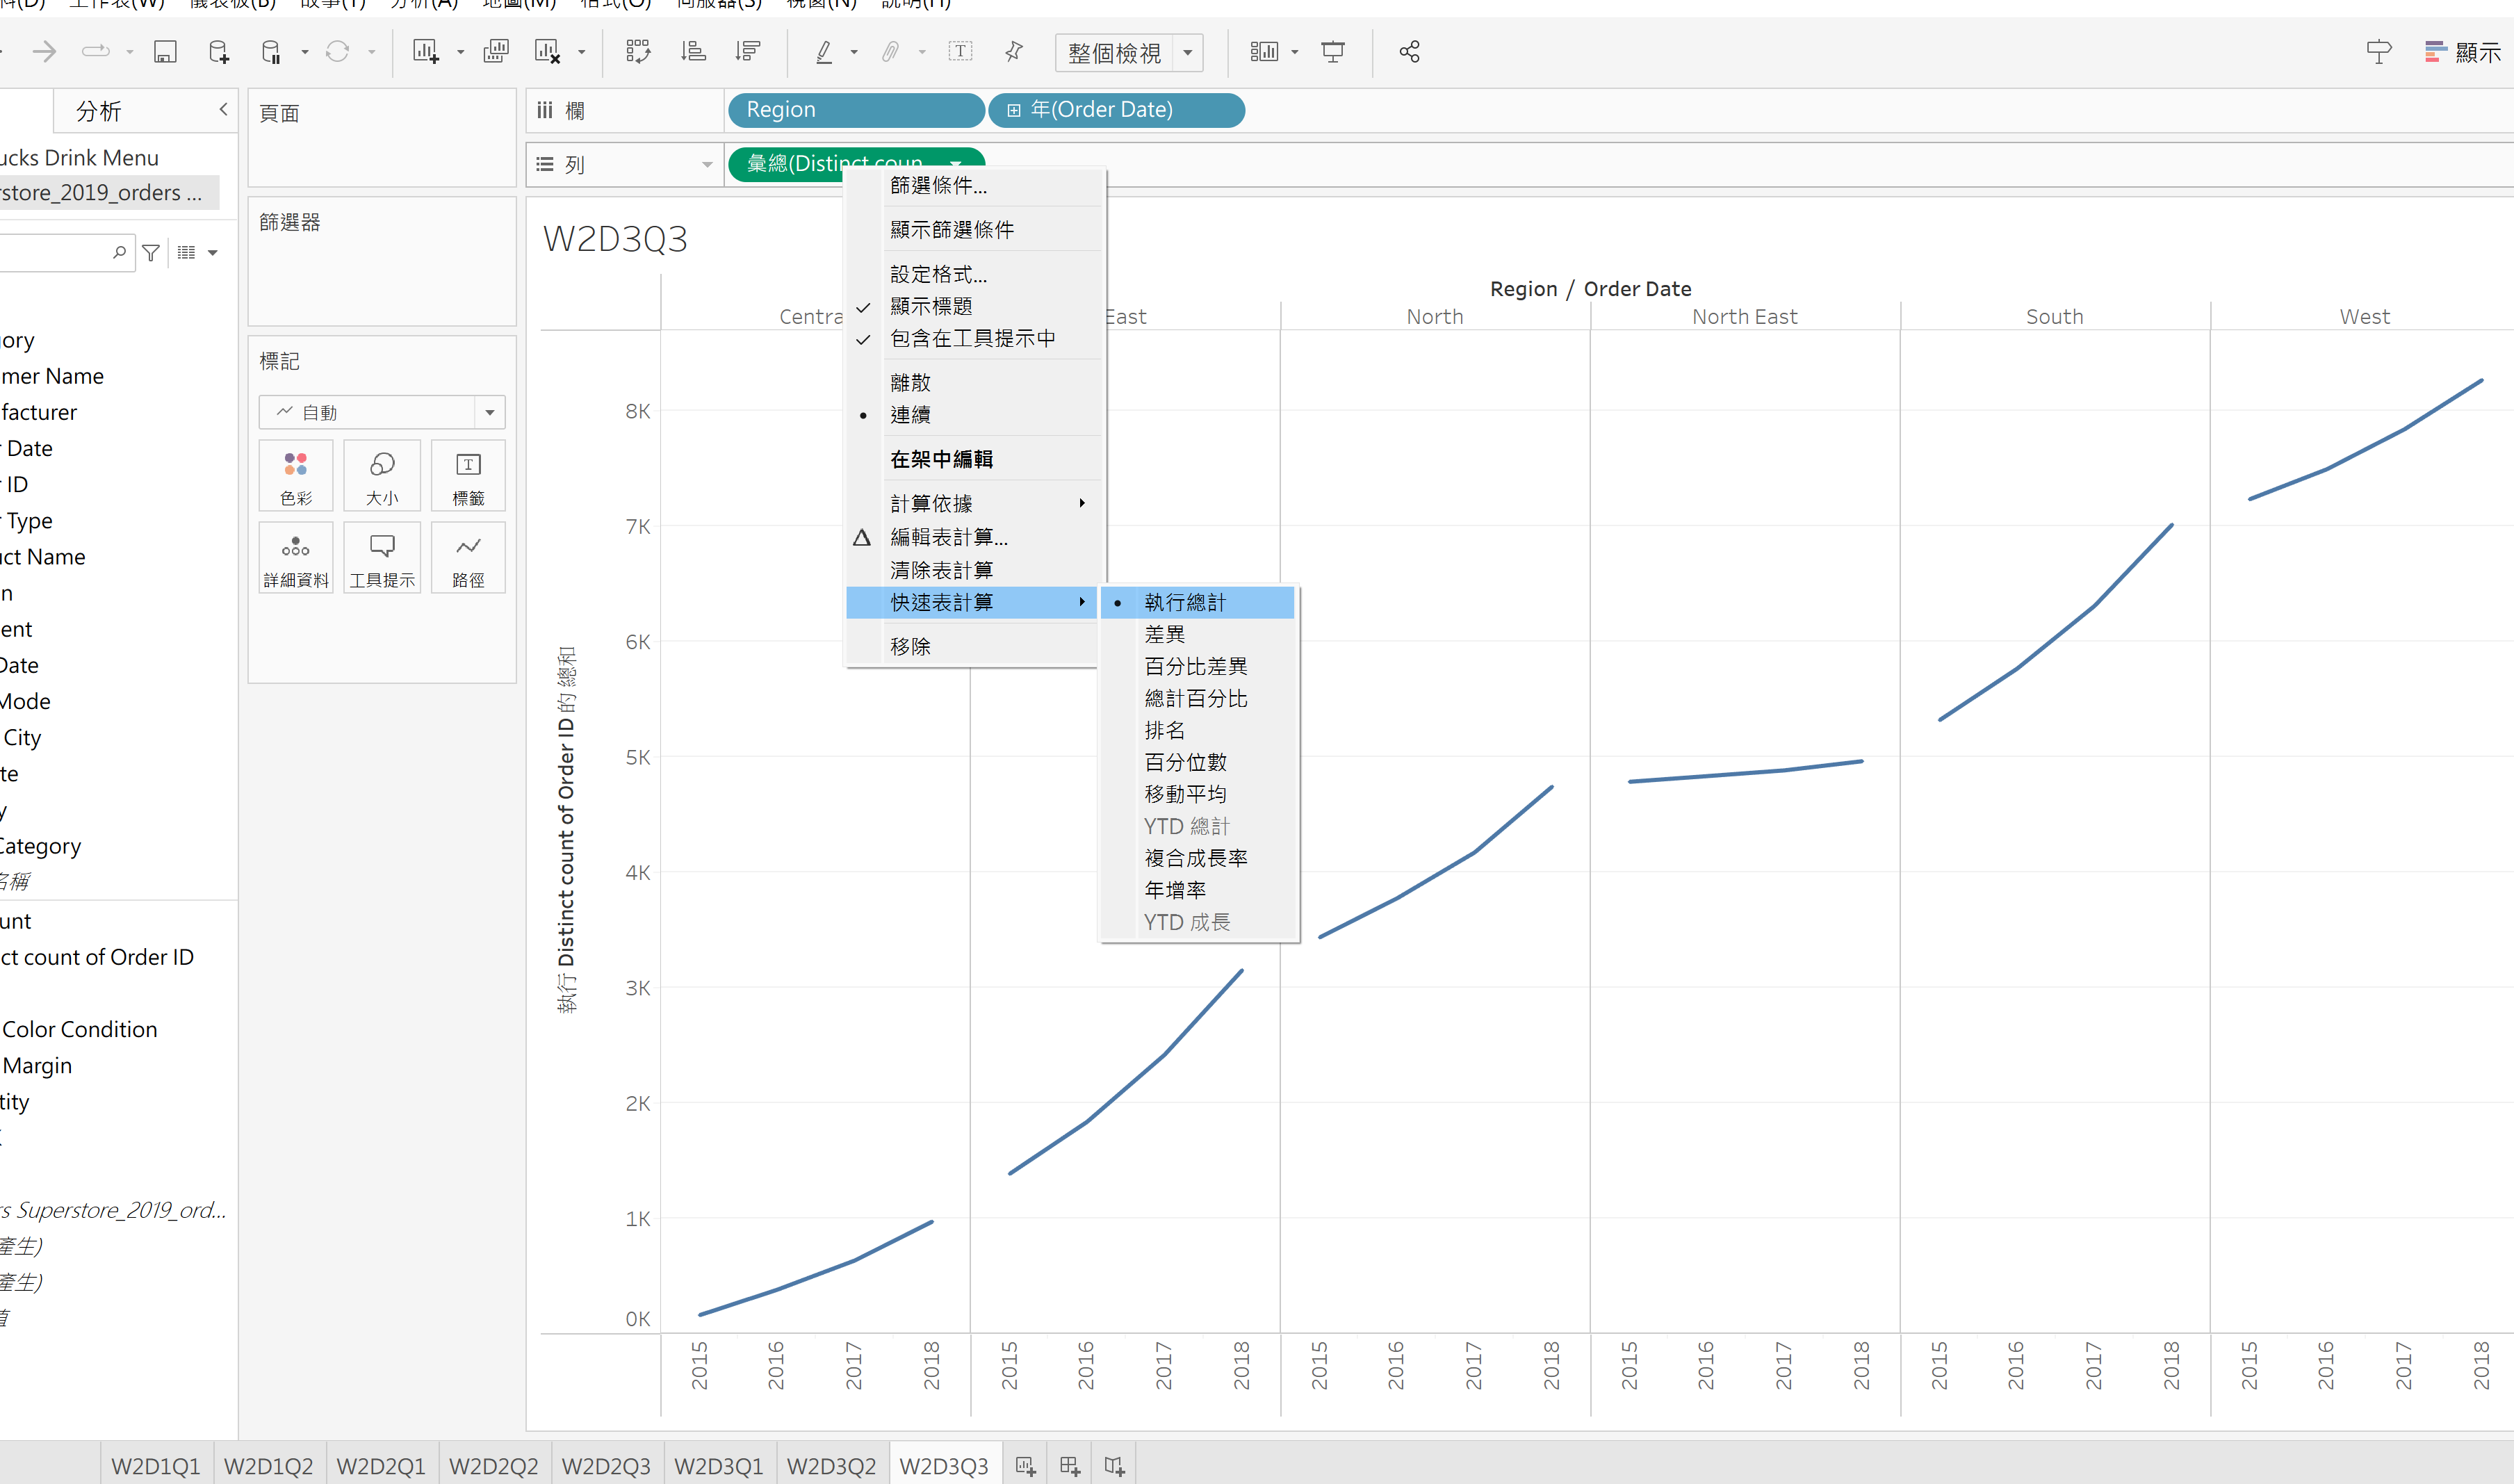 料(D) 工作表(W) 儀表板(B) 故事(T) 分析(A) 地圖(M) 格式(O) 伺服器(S) 視窗(N) 說明(H)
整個檢視
顯示
分析
ucks Drink Menu
rstore_2019_orders ...
gory
mer Name
facturer
r Date
r ID
r Type
uct Name
n
ent
Date
Mode
City
te
y
Category
名稱
unt
ct count of Order ID
Color Condition
Margin
tity
rs Superstore_2019_ord...
產生)
產生)
值
頁面
篩選器
標記
自動
色彩
大小
標籤
詳細資料
工具提示
路徑
欄
Region
年(Order Date)
列
彙總(Distinct coun
篩選條件...
顯示篩選條件
設定格式...
顯示標題
包含在工具提示中
離散
連續
在架中編輯
計算依據
編輯表計算...
清除表計算
快速表計算
移除
執行總計
差異
百分比差異
總計百分比
排名
百分位數
移動平均
YTD 總計
複合成長率
年增率
YTD 成長
W2D3Q3
Region / Order Date
Centra
East
North
North East
South
West
執行 Distinct count of Order ID 的 總和
8K
7K
6K
5K
4K
3K
2K
1K
0K
2015 2016 2017 2018 2015 2016 2017 2018 2015 2016 2017 2018 2015 2016 2017 2018 2015 2016 2017 2018 2015 2016 2017 2018
W2D1Q1 W2D1Q2 W2D2Q1 W2D2Q2 W2D2Q3 W2D3Q1 W2D3Q2 W2D3Q3